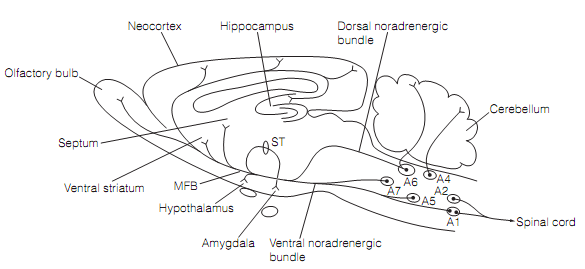 Neocortex
Hippocampus
Dorsal noradrenergic
bundle
Olfactory bulb
Cerebellum
Septum
ST
Ventral striatum
MFB
Hypothalamus
A6
A4
A7
A2
A5
A1
Spinal cord
Amygdala
Ventral noradrenergic
bundle